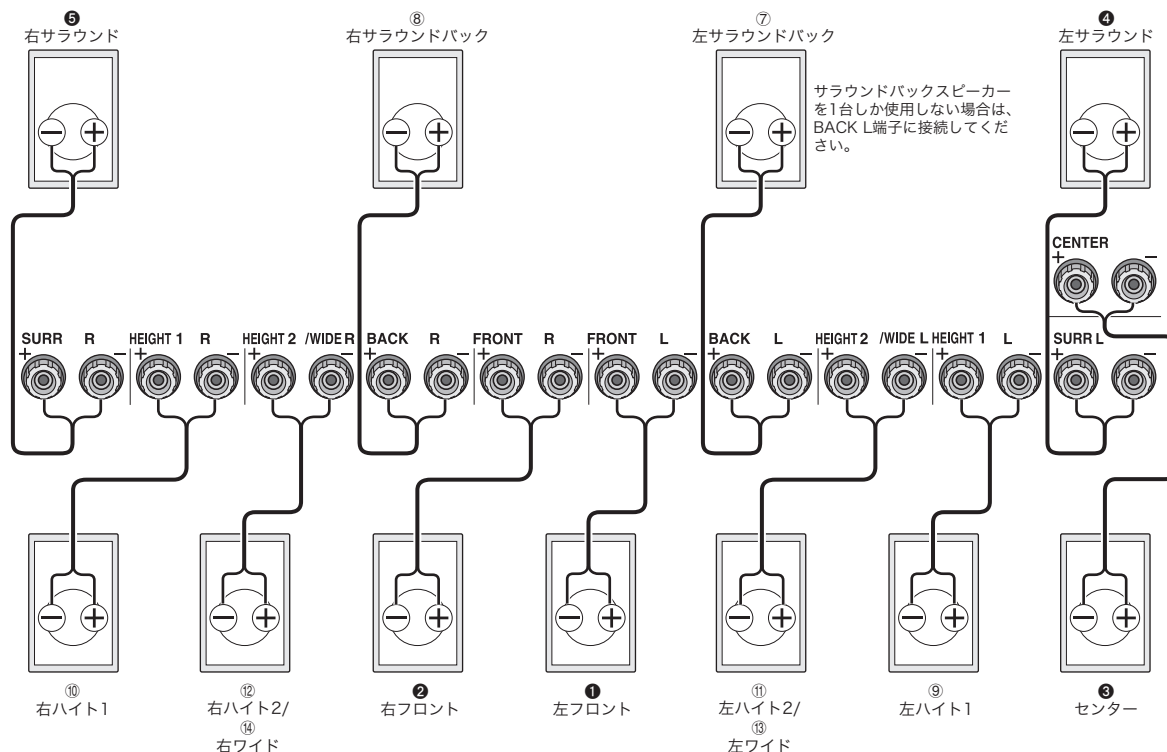 ❺
右サラウンド
⑧
右サラウンドバック
⑦
左サラウンドバック
❹
左サラウンド
サラウンドバックスピーカー
を1台しか使用しない場合は、
BACK L端子に接続してくだ
さい。
− +
− +
− +
− +
CENTER
+ −
SURR R
+ −
HEIGHT 1 R
+ −
HEIGHT 2 /WIDE R
+ −
BACK R
+ −
FRONT R
+ −
FRONT L
+ −
BACK L
+ −
HEIGHT 2 /WIDE L
+ −
HEIGHT 1 L
+ −
SURR L
+ −
− +
− +
− +
− +
− +
− +
− +
⑩
右ハイト1
⑫
右ハイト2/
⑭
右ワイド
❷
右フロント
❶
左フロント
⑪
左ハイト2/
⑬
左ワイド
⑨
左ハイト1
❸
センター